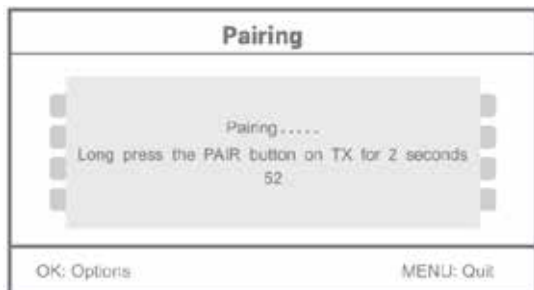 Pairing
Pairing.....
Long press the PAIR button on TX for 2 seconds
52
OK: Options MENU: Quit